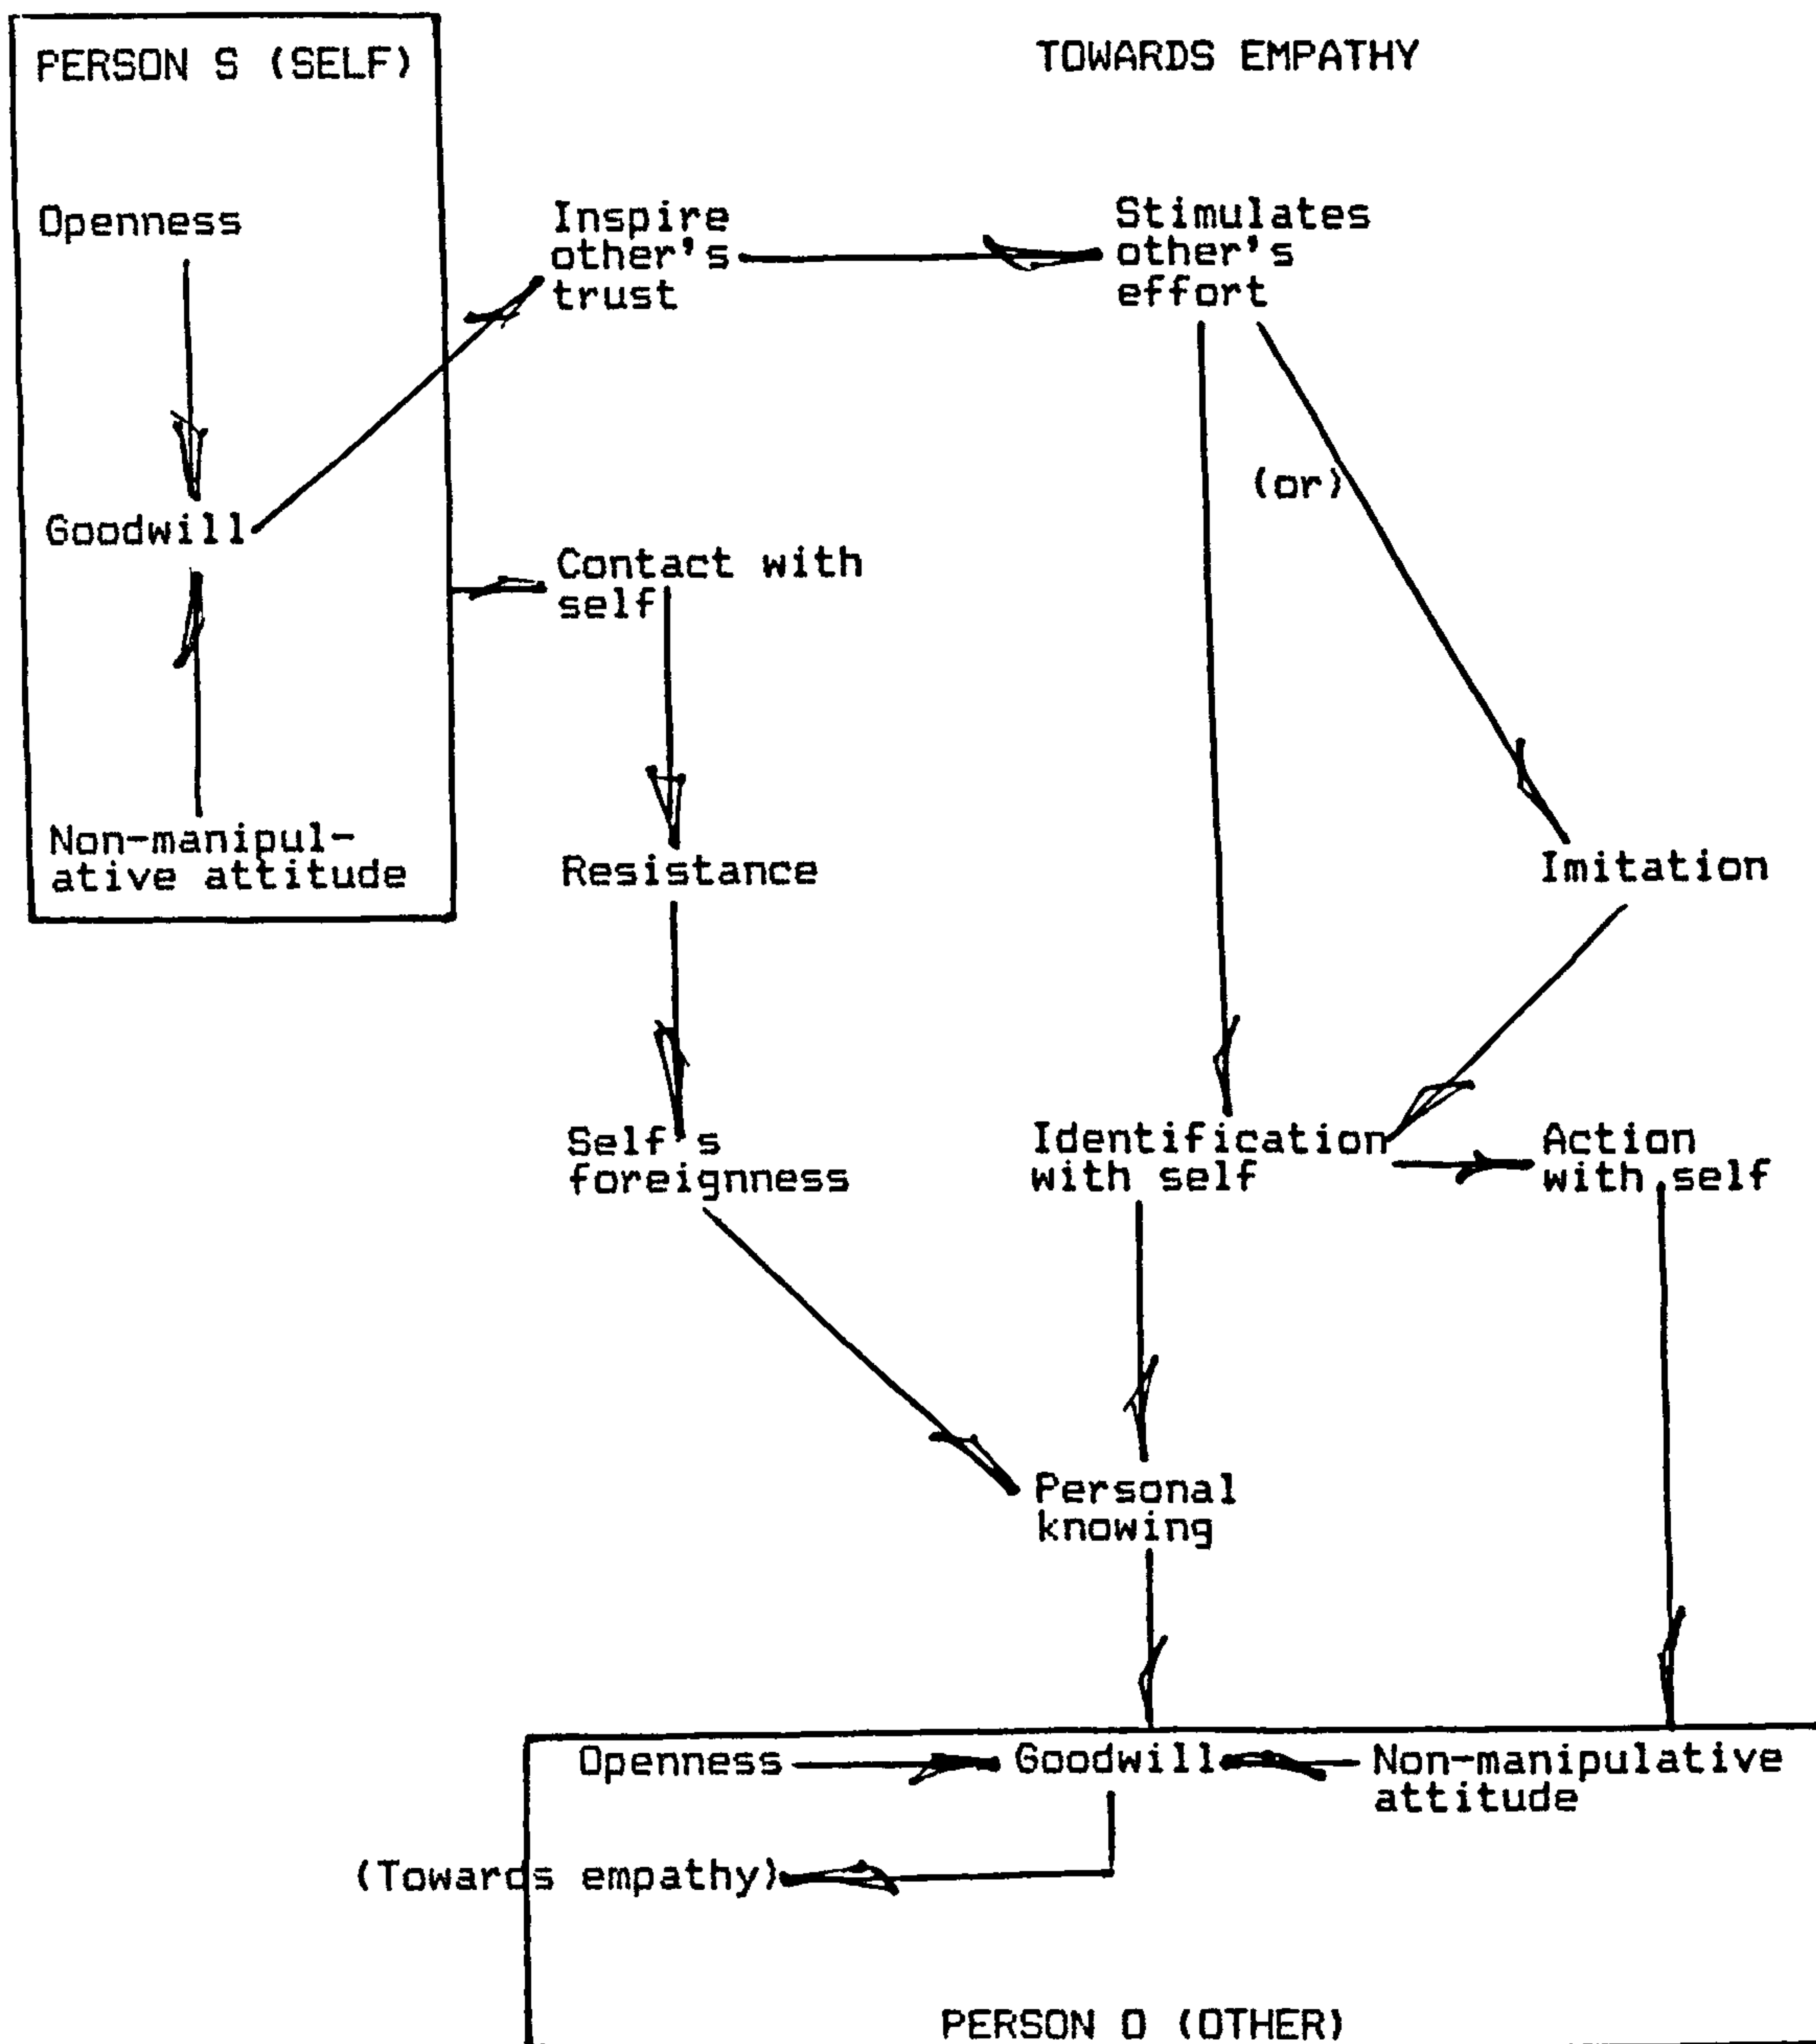 PERSON S (SELF)
TOWARDS EMPATHY
Openness
Inspire
other's
trust
Stimulates
other's
effort
(or)
Goodwill
Contact with
self
Non-manipul-
ative attitude
Resistance
Imitation
Self's
foreignness
Identification
with self
Action
with self
Personal
knowing
Openness
Goodwill
Non-manipulative
attitude
(Towards empathy)
PERSON O (OTHER)